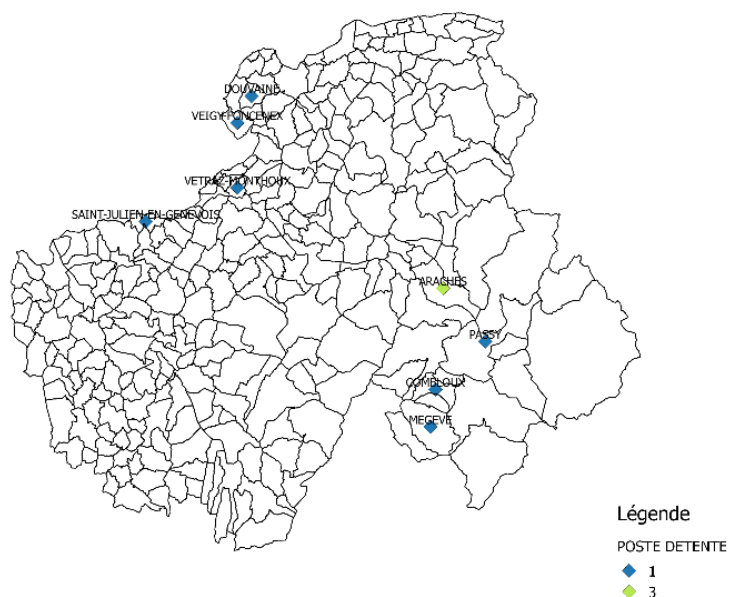 DOUVAINE
VEIGY-FONCENEX
VETRAZ-MONTHOUX
SAINT-JULIEN-EN-GENEVOIS
ARACHES
PASSY
COMBLOUX
MEGEVE
Légende
POSTE DETENTE
1
3